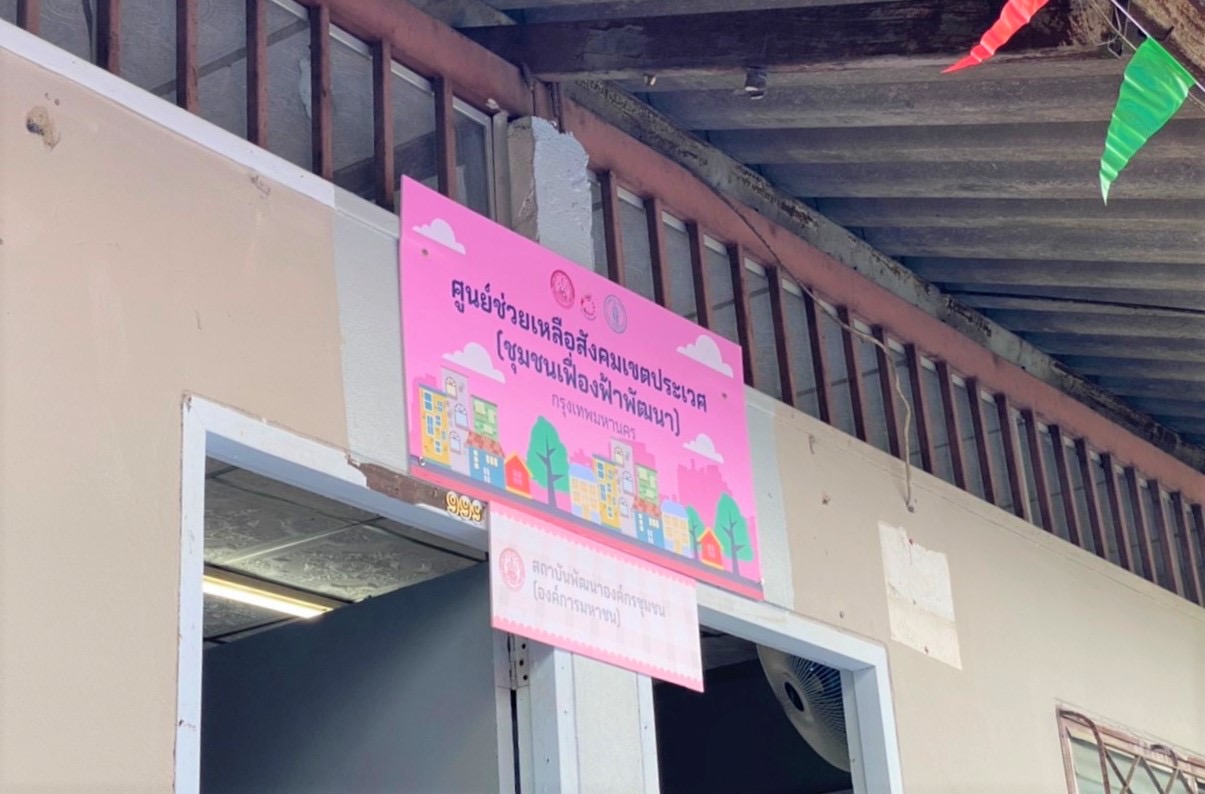 ศูนย์ช่วยเหลือสังคมเขตประเวศ
(ชุมชนเฟื่องฟ้าพัฒนา)
กรุงเทพมหานคร
999
สถาบันพัฒนาองค์กรชุมชน
(องค์การมหาชน)